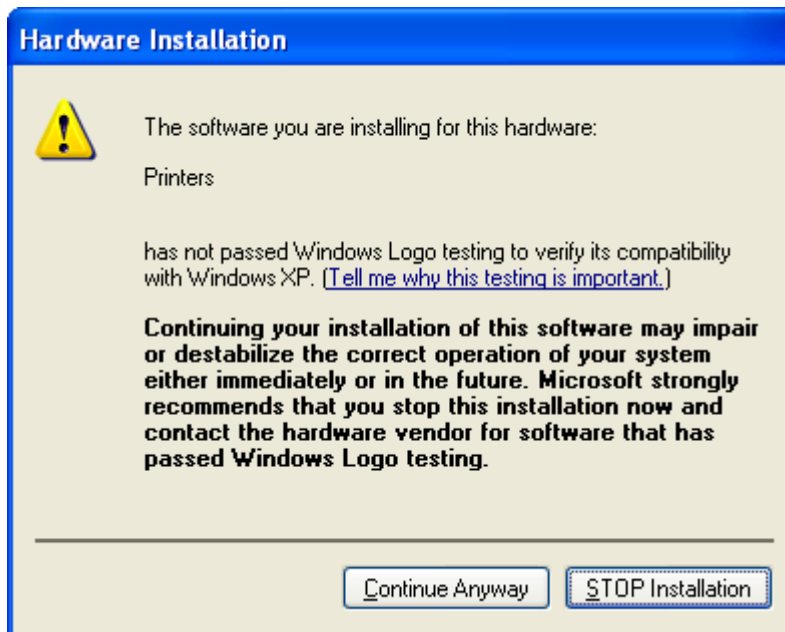 Hardware Installation
The software you are installing for this hardware:
Printers
has not passed Windows Logo testing to verify its compatibility
with Windows XP. (Tell me why this testing is important.)
Continuing your installation of this software may impair
or destabilize the correct operation of your system
either immediately or in the future. Microsoft strongly
recommends that you stop this installation now and
contact the hardware vendor for software that has
passed Windows Logo testing.
Continue Anyway
STOP Installation